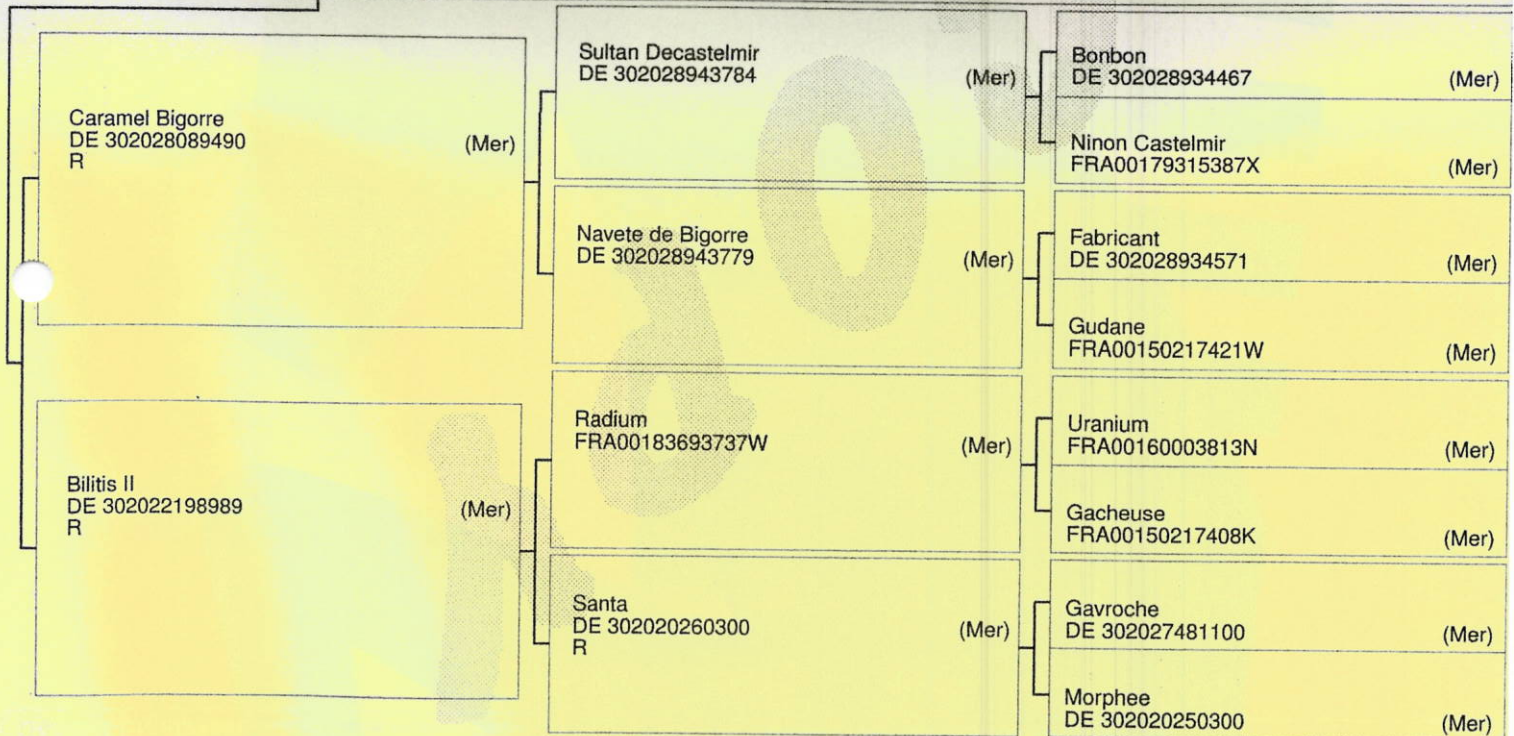 Caramel Bigorre
DE 302028089490 (Mer)
R
Bilitis II
DE 302022198989 (Mer)
R
Sultan Decastelmir
DE 302028943784 (Mer)
Navete de Bigorre
DE 302028943779 (Mer)
Radium
FRA00183693737W (Mer)
Santa
DE 302020260300 (Mer)
R
Bonbon
DE 302028934467 (Mer)
Ninon Castelmir
FRA00179315387X (Mer)
Fabricant
DE 302028934571 (Mer)
Gudane
FRA00150217421W (Mer)
Uranium
FRA00160003813N (Mer)
Gacheuse
FRA00150217408K (Mer)
Gavroche
DE 302027481100 (Mer)
Morphee
DE 302020250300 (Mer)